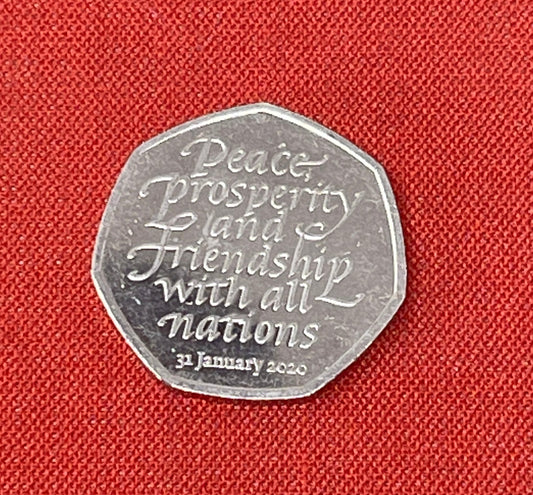 Peace,
prosperity
and
friendship
with all
nations
31 January 2020